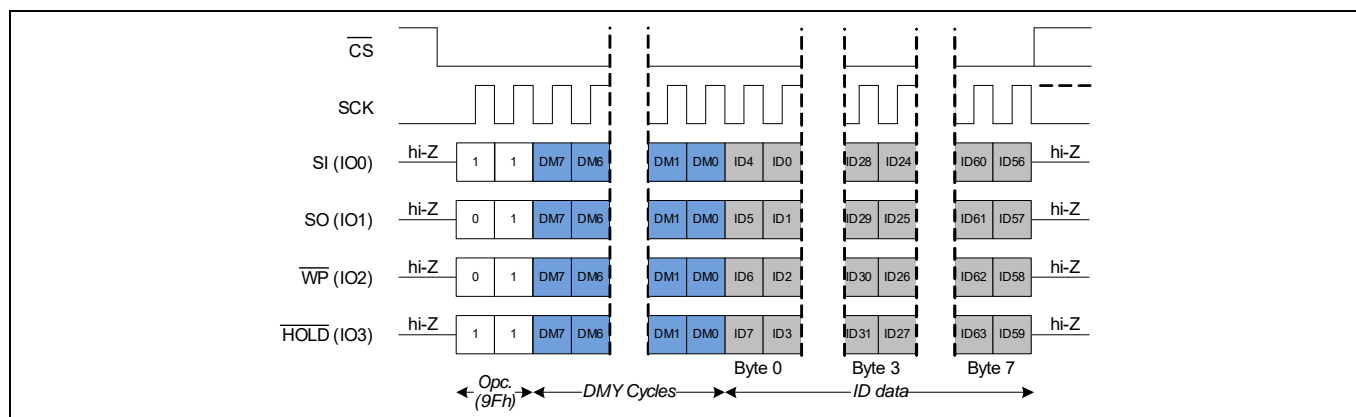 CS
SCK
SI (IO0) hi-Z 1 1 DM7 DM6 DM1 DM0 ID4 ID0 ID28 ID24 ID60 ID56 hi-Z
SO (IO1) hi-Z 0 1 DM7 DM6 DM1 DM0 ID5 ID1 ID29 ID25 ID61 ID57 hi-Z
WP (IO2) hi-Z 0 1 DM7 DM6 DM1 DM0 ID6 ID2 ID30 ID26 ID62 ID58 hi-Z
HOLD (IO3) hi-Z 1 1 DM7 DM6 DM1 DM0 ID7 ID3 ID31 ID27 ID63 ID59 hi-Z
Byte 0 Byte 3 Byte 7
Opc. DMY Cycles ID data
(9Fh)